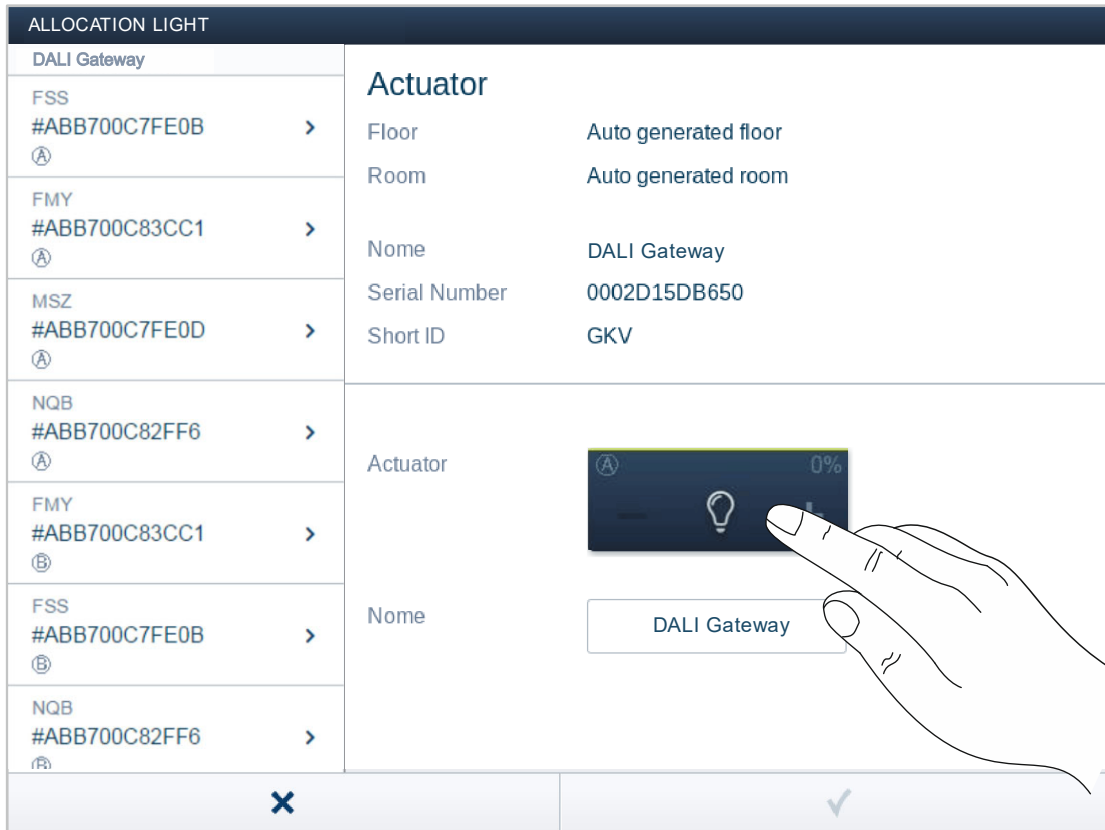 ALLOCATION LIGHT
DALI Gateway
FSS
#ABB700C7FE0B
Ⓐ
FMY
#ABB700C83CC1
Ⓐ
MSZ
#ABB700C7FE0D
Ⓐ
NQB
#ABB700C82FF6
Ⓐ
FMY
#ABB700C83CC1
Ⓑ
FSS
#ABB700C7FE0B
Ⓑ
NQB
#ABB700C82FF6
Ⓑ
Actuator
Floor Auto generated floor
Room Auto generated room
Nome DALI Gateway
Serial Number 0002D15DB650
Short ID GKV
Actuator
Ⓐ 0%
Nome DALI Gateway